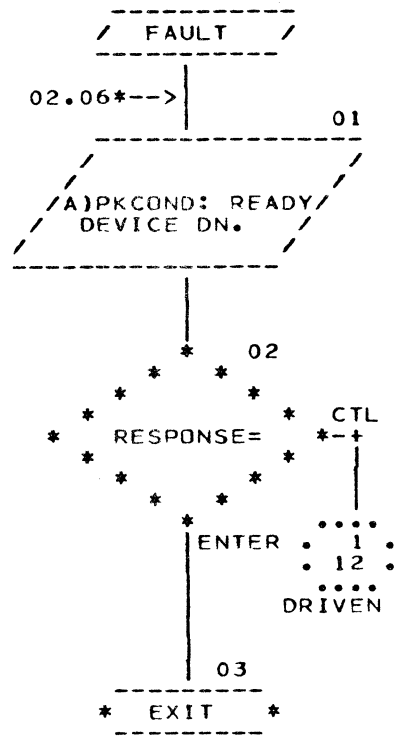 FAULT
02.06*-->
01
A)PKCOND: READY
DEVICE DN.
02
CTL
RESPONSE=
*-+
ENTER
1
12
DRIVEN
03
* EXIT *